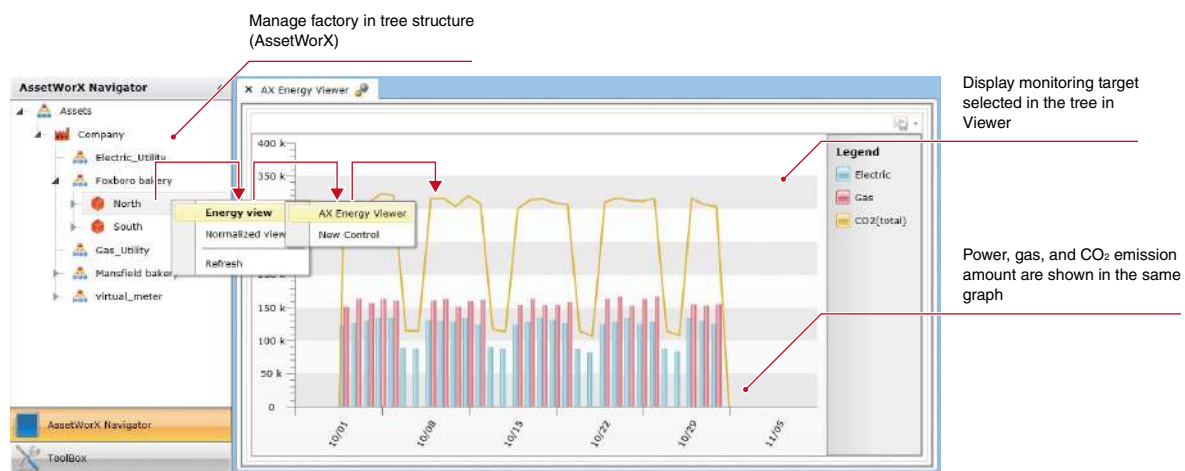 Manage factory in tree structure
(AssetWorX)
AssetWorX Navigator
Assets
Company
Electric_Utility
Foxboro bakery
North
South
Gas_Utility
Mansfield bakery
virtual_meter
AssetWorX Navigator
ToolBox
AX Energy Viewer
Energy view
Normalized view
Refresh
AX Energy Viewer
New Control
400 k
350 k
200 k
150 k
100 k
50 k
0
10/01
10/08
10/15
10/22
10/29
11/05
Legend
Electric
Gas
CO2(total)
Display monitoring target
selected in the tree in
Viewer
Power, gas, and CO₂ emission
amount are shown in the same
graph